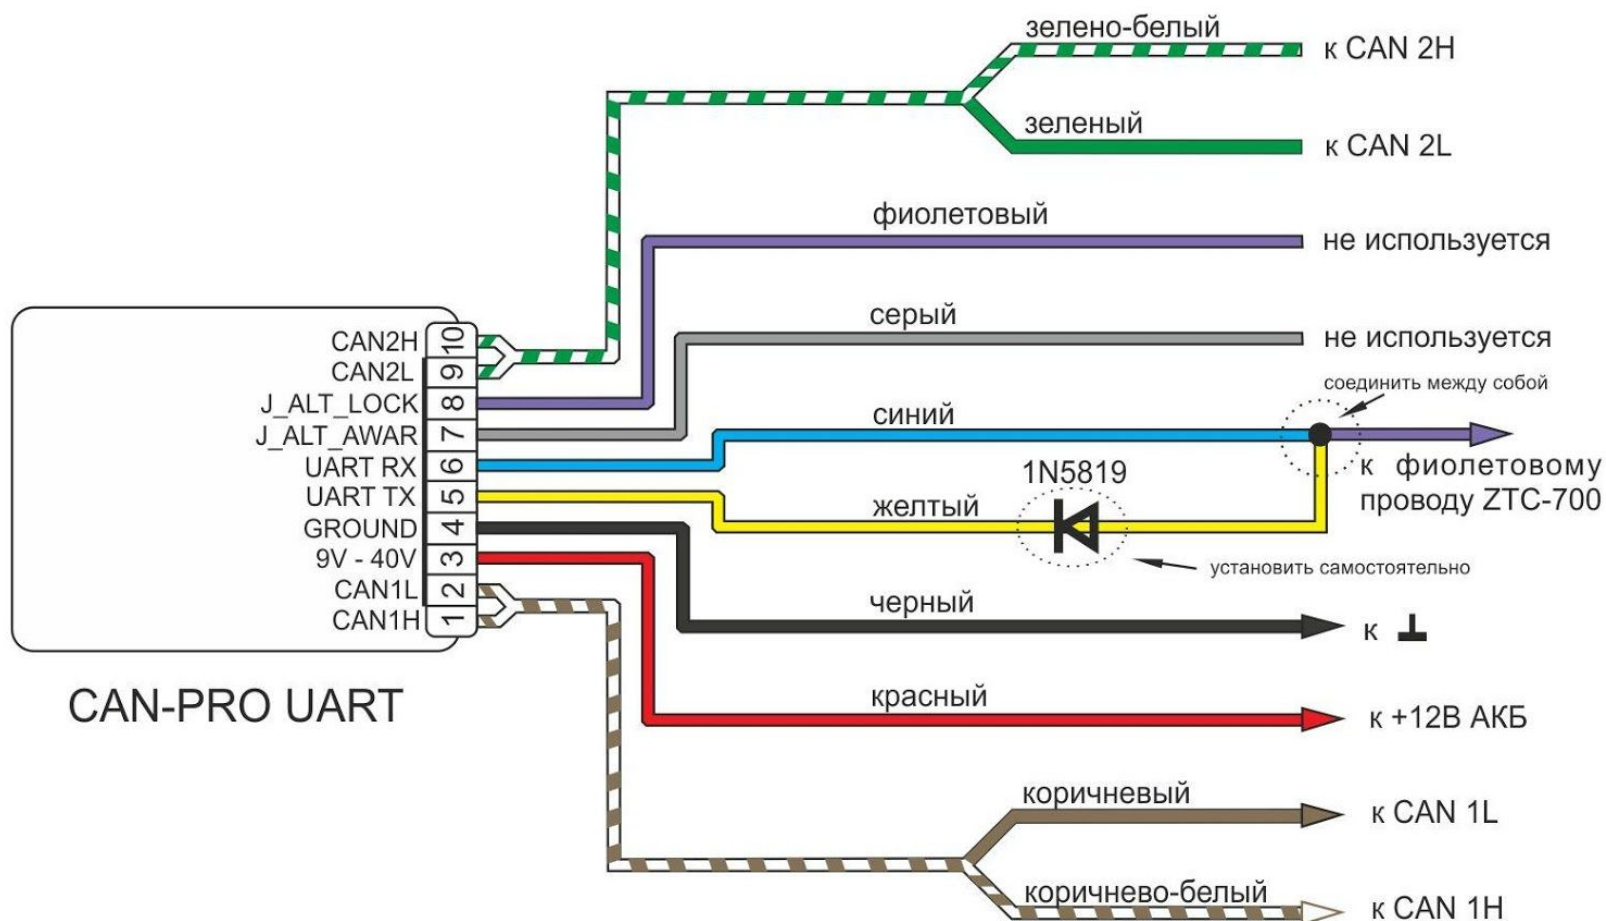 зелено-белый
к CAN 2H
зеленый
к CAN 2L
фиолетовый
не используется
серый
не используется
соединить между собой
синий
к фиолетовому
проводу ZTC-700
1N5819
желтый
установить самостоятельно
черный
к ⊥
красный
к +12В АКБ
коричневый
к CAN 1L
коричнево-белый
к CAN 1H
CAN2H 10
CAN2L 9
J_ALT_LOCK 8
J_ALT_AWAR 7
UART RX 6
UART TX 5
GROUND 4
9V - 40V 3
CAN1L 2
CAN1H 1
CAN-PRO UART